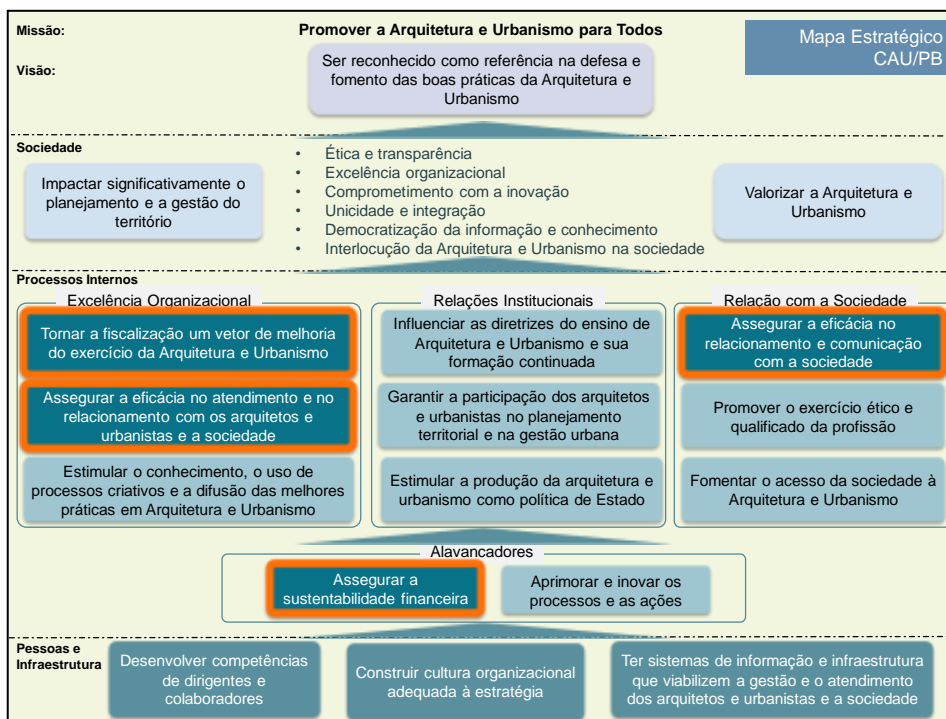 Missão:
Promover a Arquitetura e Urbanismo para Todos
Mapa Estratégico
CAU/PB
Visão:
Ser reconhecido como referência na defesa e
fomento das boas práticas da Arquitetura e
Urbanismo
Sociedade
Impactar significativamente o
planejamento e a gestão do
território
• Ética e transparência
• Excelência organizacional
• Comprometimento com a inovação
• Unicidade e integração
• Democratização da informação e conhecimento
• Interlocução da Arquitetura e Urbanismo na sociedade
Valorizar a Arquitetura e
Urbanismo
Processos Internos
Excelência Organizacional
Tornar a fiscalização um vetor de melhoria
do exercício da Arquitetura e Urbanismo
Assegurar a eficácia no atendimento e no
relacionamento com os arquitetos e
urbanistas e a sociedade
Estimular o conhecimento, o uso de
processos criativos e a difusão das melhores
práticas em Arquitetura e Urbanismo
Relações Institucionais
Influenciar as diretrizes do ensino de
Arquitetura e Urbanismo e sua
formação continuada
Garantir a participação dos arquitetos
e urbanistas no planejamento
territorial e na gestão urbana
Estimular a produção da arquitetura e
urbanismo como política de Estado
Relação com a Sociedade
Assegurar a eficácia no
relacionamento e comunicação
com a sociedade
Promover o exercício ético e
qualificado da profissão
Fomentar o acesso da sociedade à
Arquitetura e Urbanismo
Alavancadores
Assegurar a
sustentabilidade financeira
Aprimorar e inovar os
processos e as ações
Pessoas e
Infraestrutura
Desenvolver competências
de dirigentes e
colaboradores
Construir cultura organizacional
adequada à estratégia
Ter sistemas de informação e infraestrutura
que viabilizem a gestão e o atendimento
dos arquitetos e urbanistas e a sociedade